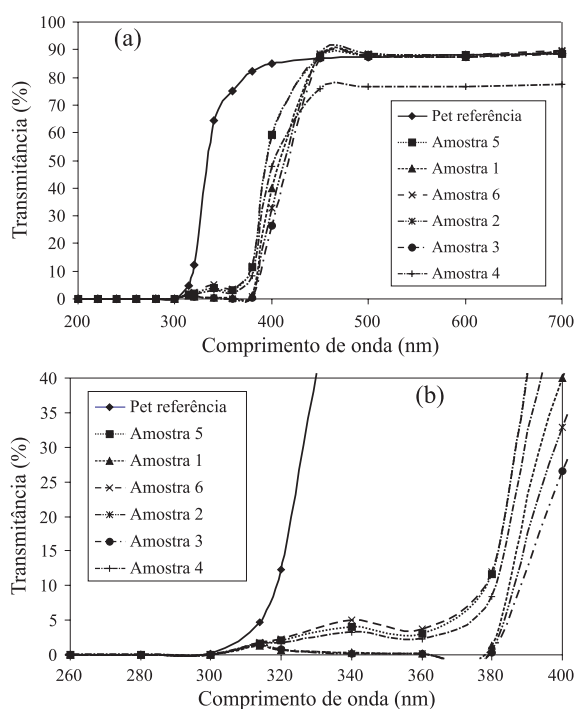 (a)
Transmitância (%)
100
90
80
70
60
50
40
30
20
10
0
Pet referência
Amostra 5
Amostra 1
Amostra 6
Amostra 2
Amostra 3
Amostra 4
200 300 400 500 600 700
Comprimento de onda (nm)
(b)
Transmitância (%)
40
35
30
25
20
15
10
5
0
Pet referência
Amostra 5
Amostra 1
Amostra 6
Amostra 2
Amostra 3
Amostra 4
260 280 300 320 340 360 380 400
Comprimento de onda (nm)